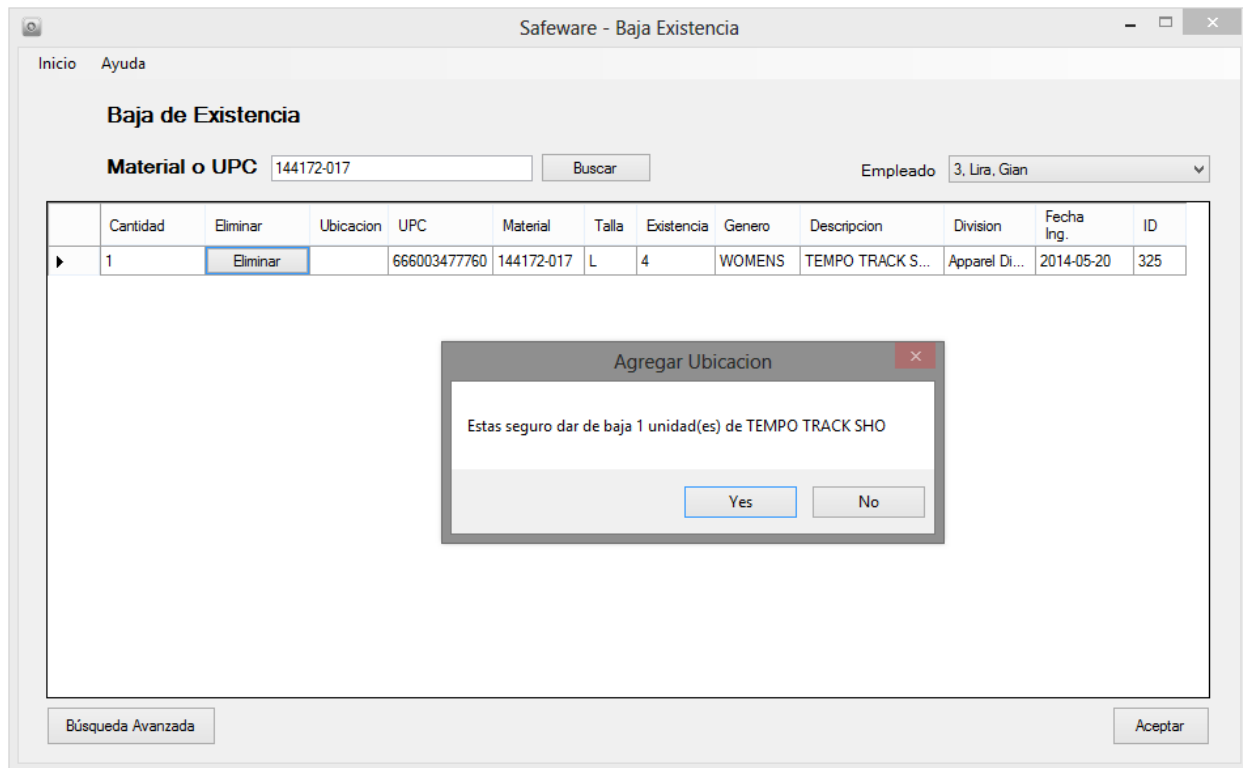 Safeware - Baja Existencia
Inicio Ayuda
Baja de Existencia
Material o UPC 144172-017 Buscar Empleado 3, Lira, Gian
Cantidad Eliminar Ubicacion UPC Material Talla Existencia Genero Descripcion Division Fecha Ing. ID
1 Eliminar 666003477760 144172-017 L 4 WOMENS TEMPO TRACK S... Apparel Di... 2014-05-20 325
Agregar Ubicacion
Estas seguro dar de baja 1 unidad(es) de TEMPO TRACK SHO
Yes No
Búsqueda Avanzada Aceptar